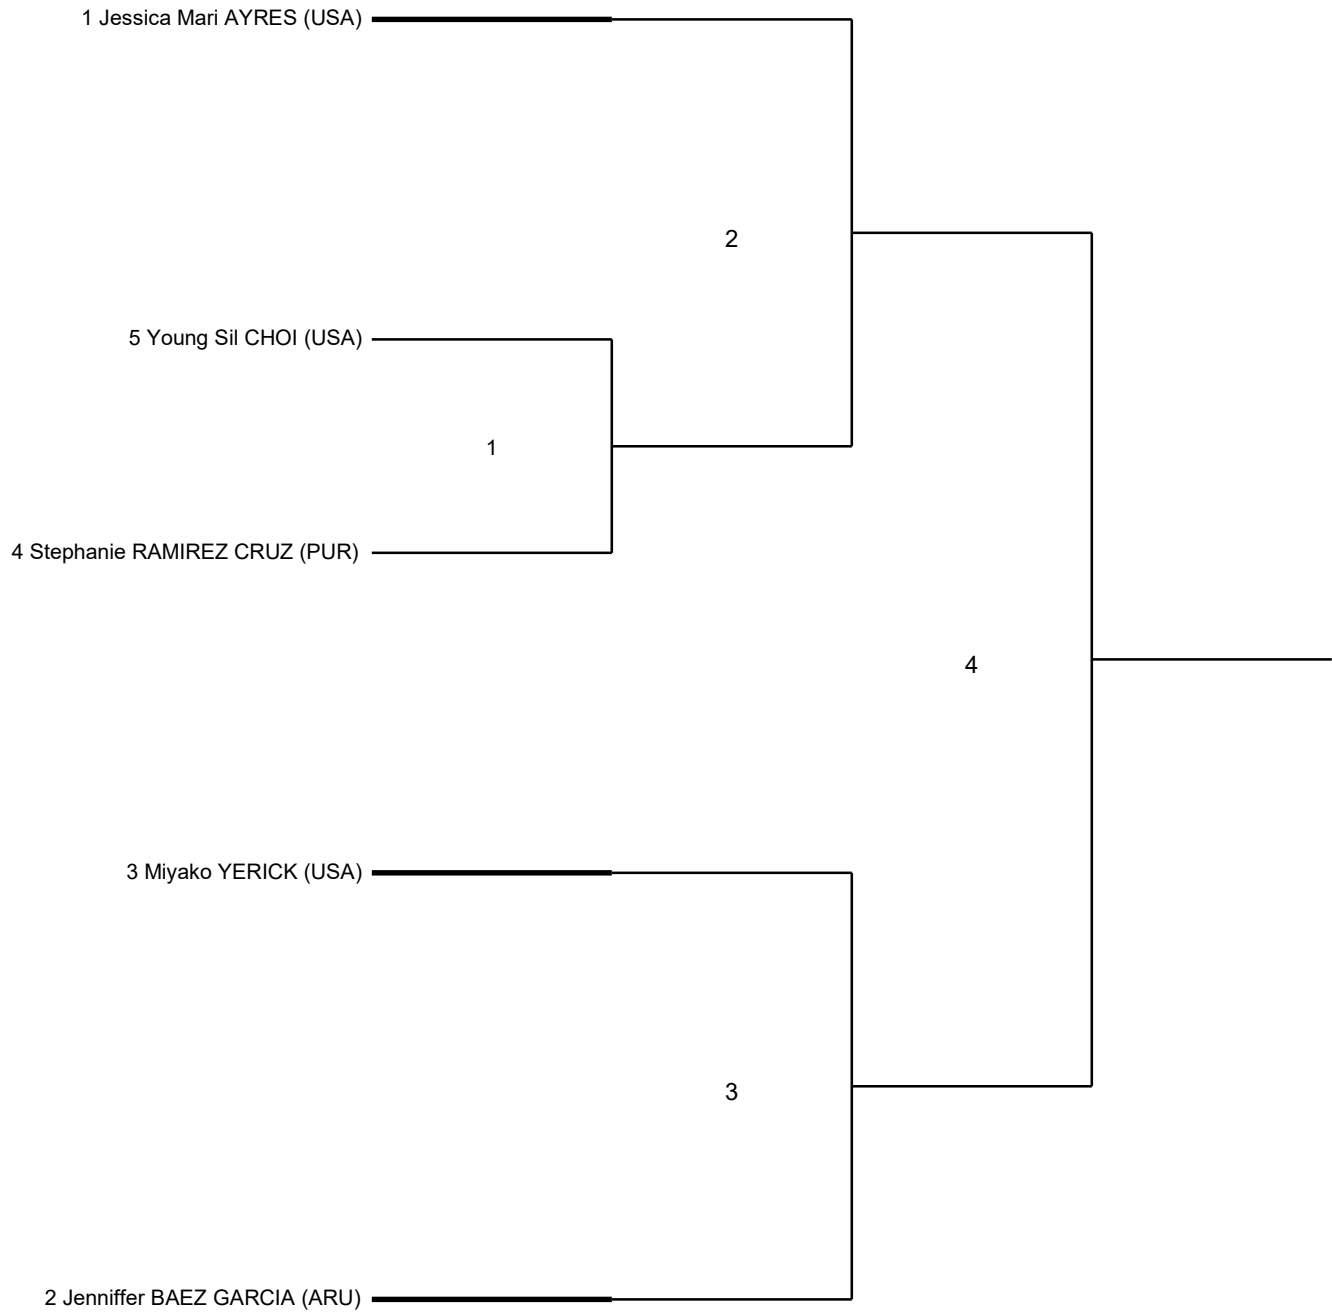 1 Jessica Mari AYRES (USA)
2
5 Young Sil CHOI (USA)
1
4 Stephanie RAMIREZ CRUZ (PUR)
4
3 Miyako YERICK (USA)
3
2 Jenniffer BAEZ GARCIA (ARU)